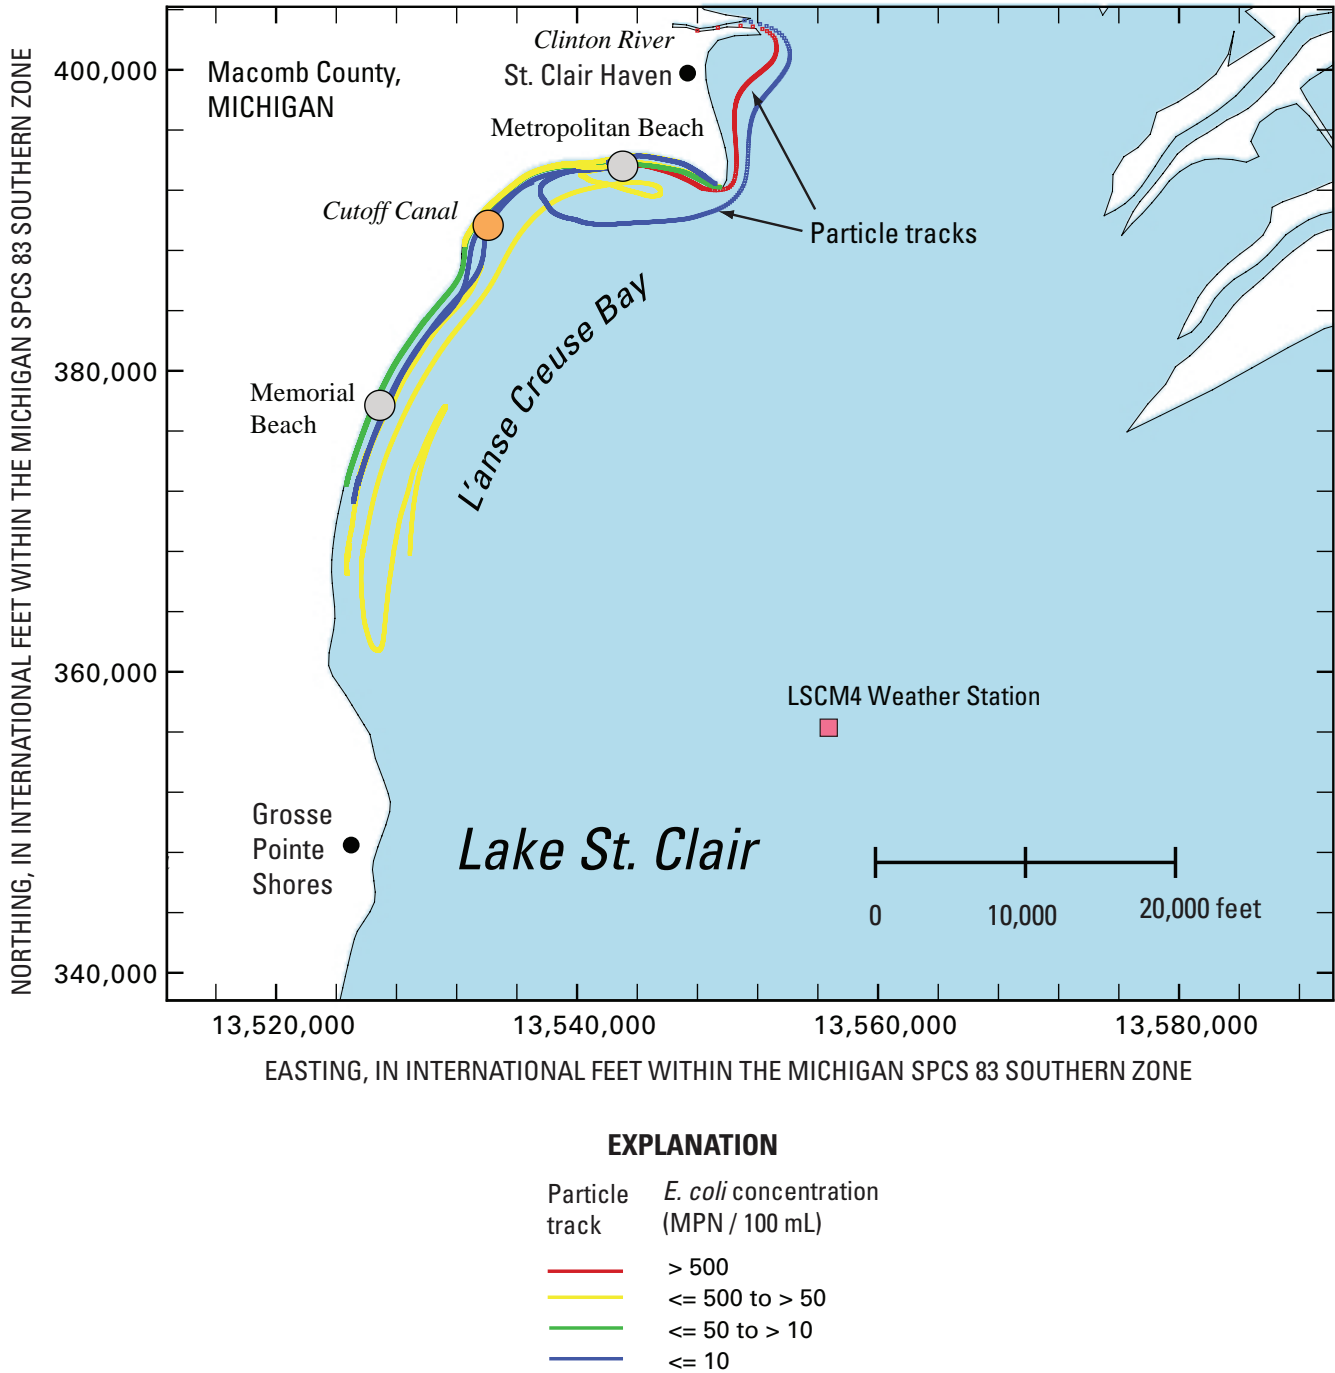 NORTHING, IN INTERNATIONAL FEET WITHIN THE MICHIGAN SPCS 83 SOUTHERN ZONE
400,000
380,000
360,000
340,000
Macomb County,
MICHIGAN
Clinton River
St. Clair Haven
Metropolitan Beach
Cutoff Canal
Particle tracks
L'anse Creuse Bay
Memorial
Beach
LSCM4 Weather Station
Grosse
Pointe
Shores
Lake St. Clair
0
10,000
20,000 feet
13,520,000
13,540,000
13,560,000
13,580,000
EASTING, IN INTERNATIONAL FEET WITHIN THE MICHIGAN SPCS 83 SOUTHERN ZONE
EXPLANATION
Particle
track
E. coli concentration
(MPN / 100 mL)
> 500
<= 500 to > 50
<= 50 to > 10
<= 10